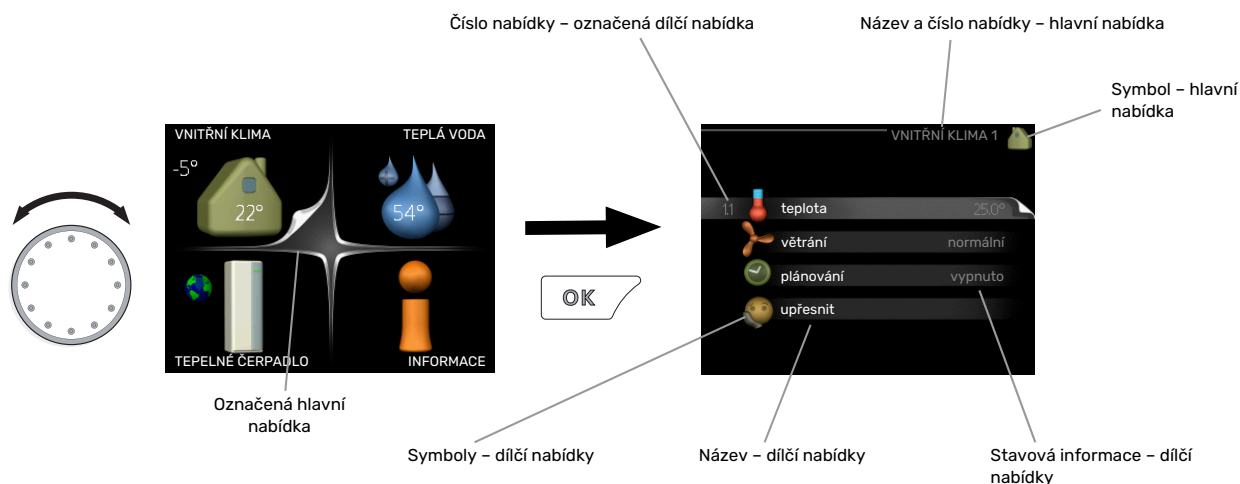 Číslo nabídky – označená dílčí nabídka
Název a číslo nabídky – hlavní nabídka
Symbol – hlavní
nabídka
VNITŘNÍ KLIMA
TEPLÁ VODA
-5°
22°
54°
TEPELNÉ ČERPADLO
INFORMACE
OK
VNITŘNÍ KLIMA 1
1.1
teplota
25.0°
větrání
normální
plánování
vypnuto
upřesnit
Označená hlavní
nabídka
Symboly – dílčí nabídky
Název – dílčí nabídky
Stavová informace – dílčí
nabídky